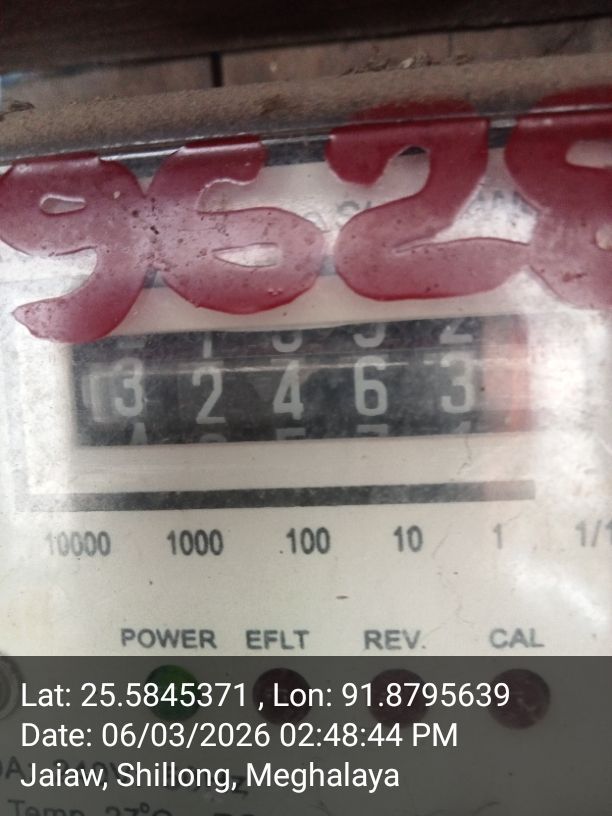 9628
32463
10000 1000 100 10 1
POWER EFLT REV. CAL
Lat: 25.5845371 , Lon: 91.8795639
Date: 06/03/2026 02:48:44 PM
Jaiaw, Shillong, Meghalaya